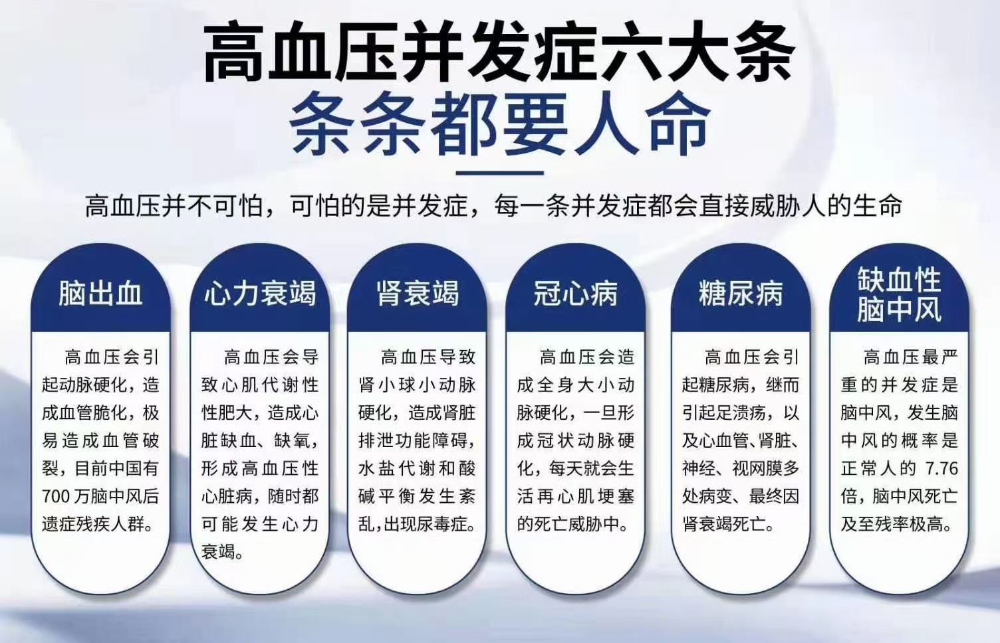 高血压并发症六大条
条条都要人命
高血压并不可怕，可怕的是并发症，每一条并发症都会直接威胁人的生命
脑出血
高血压会引
起动脉硬化，造
成血管脆化，极
易造成血管破
裂，目前中国有
700万脑中风后
遗症残疾人群。
心力衰竭
高血压会导
致心肌代谢性
性肥大，造成心
脏缺血、缺氧，
形成高血压性
心脏病，随时都
可能发生心力
衰竭。
肾衰竭
高血压导致
肾小球小动脉
硬化，造成肾脏
排泄功能障碍，
水盐代谢和酸
碱平衡发生紊
乱，出现尿毒症。
冠心病
高血压会造
成全身大小动
脉硬化，一旦形
成冠状动脉硬
化，每天就会生
活再心肌埂塞
的死亡威胁中。
糖尿病
高血压会引
起糖尿病，继而
引起足溃疡，以
及心血管、肾脏、
神经、视网膜多
处病变、最终因
肾衰竭死亡。
缺血性
脑中风
高血压最严
重的并发症是
脑中风，发生脑
中风的概率是
正常人的 7.76
倍，脑中风死亡
及至残率极高。